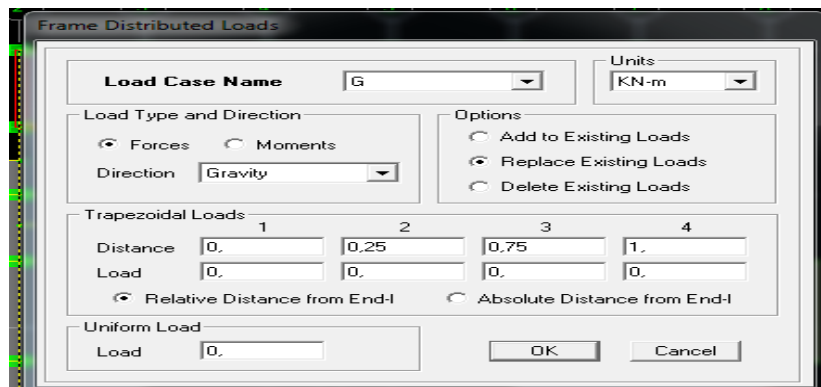 Frame Distributed Loads
Load Case Name G
Units
KN-m
Load Type and Direction
Forces Moments
Direction Gravity
Options
Add to Existing Loads
Replace Existing Loads
Delete Existing Loads
Trapezoidal Loads
1 2 3 4
Distance 0, 0,25 0,75 1,
Load 0, 0, 0, 0,
Relative Distance from End-I Absolute Distance from End-I
Uniform Load
Load 0,
OK Cancel